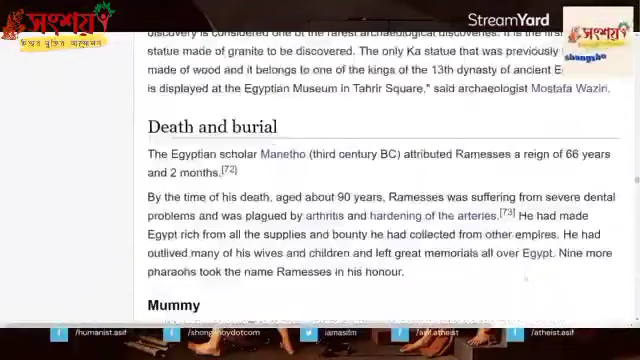 সংশয়
চিন্তার মুক্তির আন্দোলন
StreamYard
সংশয়
shongsho
discovery is considered one of the rarest archaeological discoveries. It is the firs
statue made of granite to be discovered. The only Ka statue that was previously
made of wood and it belongs to one of the kings of the 13th dynasty of ancient E
is displayed at the Egyptian Museum in Tahrir Square," said archaeologist Mostafa Waziri.
Death and burial
The Egyptian scholar Manetho (third century BC) attributed Ramesses a reign of 66 years
and 2 months.[72]
By the time of his death, aged about 90 years, Ramesses was suffering from severe dental
problems and was plagued by arthritis and hardening of the arteries.[73] He had made
Egypt rich from all the supplies and bounty he had collected from other empires. He had
outlived many of his wives and children and left great memorials all over Egypt. Nine more
pharaohs took the name Ramesses in his honour.
Mummy
/humanist.asif
/shongshoydotcom
iamasifm
/asif.atheist
/atheist.asif